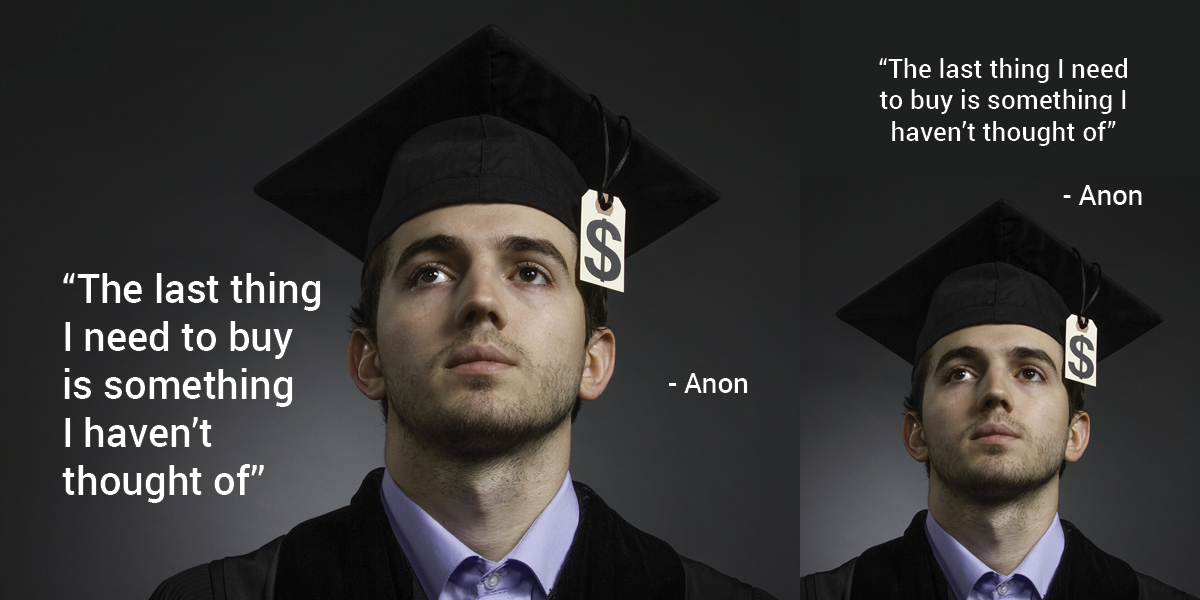 “The last thing
I need to buy
is something
I haven’t
thought of”
- Anon
$
“The last thing I need
to buy is something I
haven’t thought of”
- Anon
$